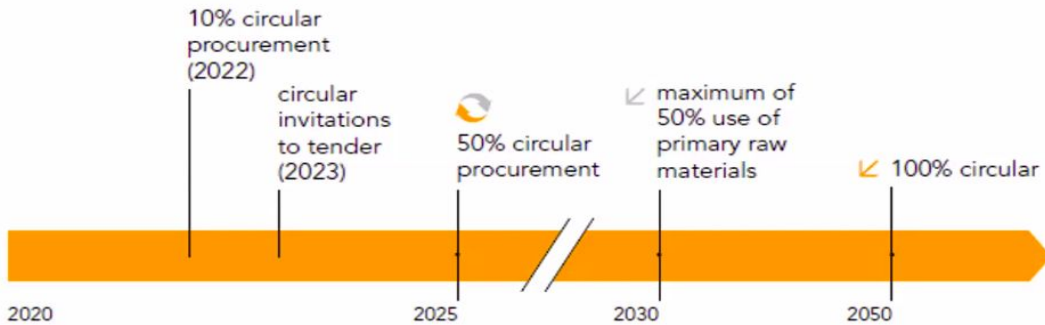 10% circular
procurement
(2022)
circular
invitations
to tender
(2023)
50% circular
procurement
maximum of
50% use of
primary raw
materials
100% circular
2020
2025
2030
2050